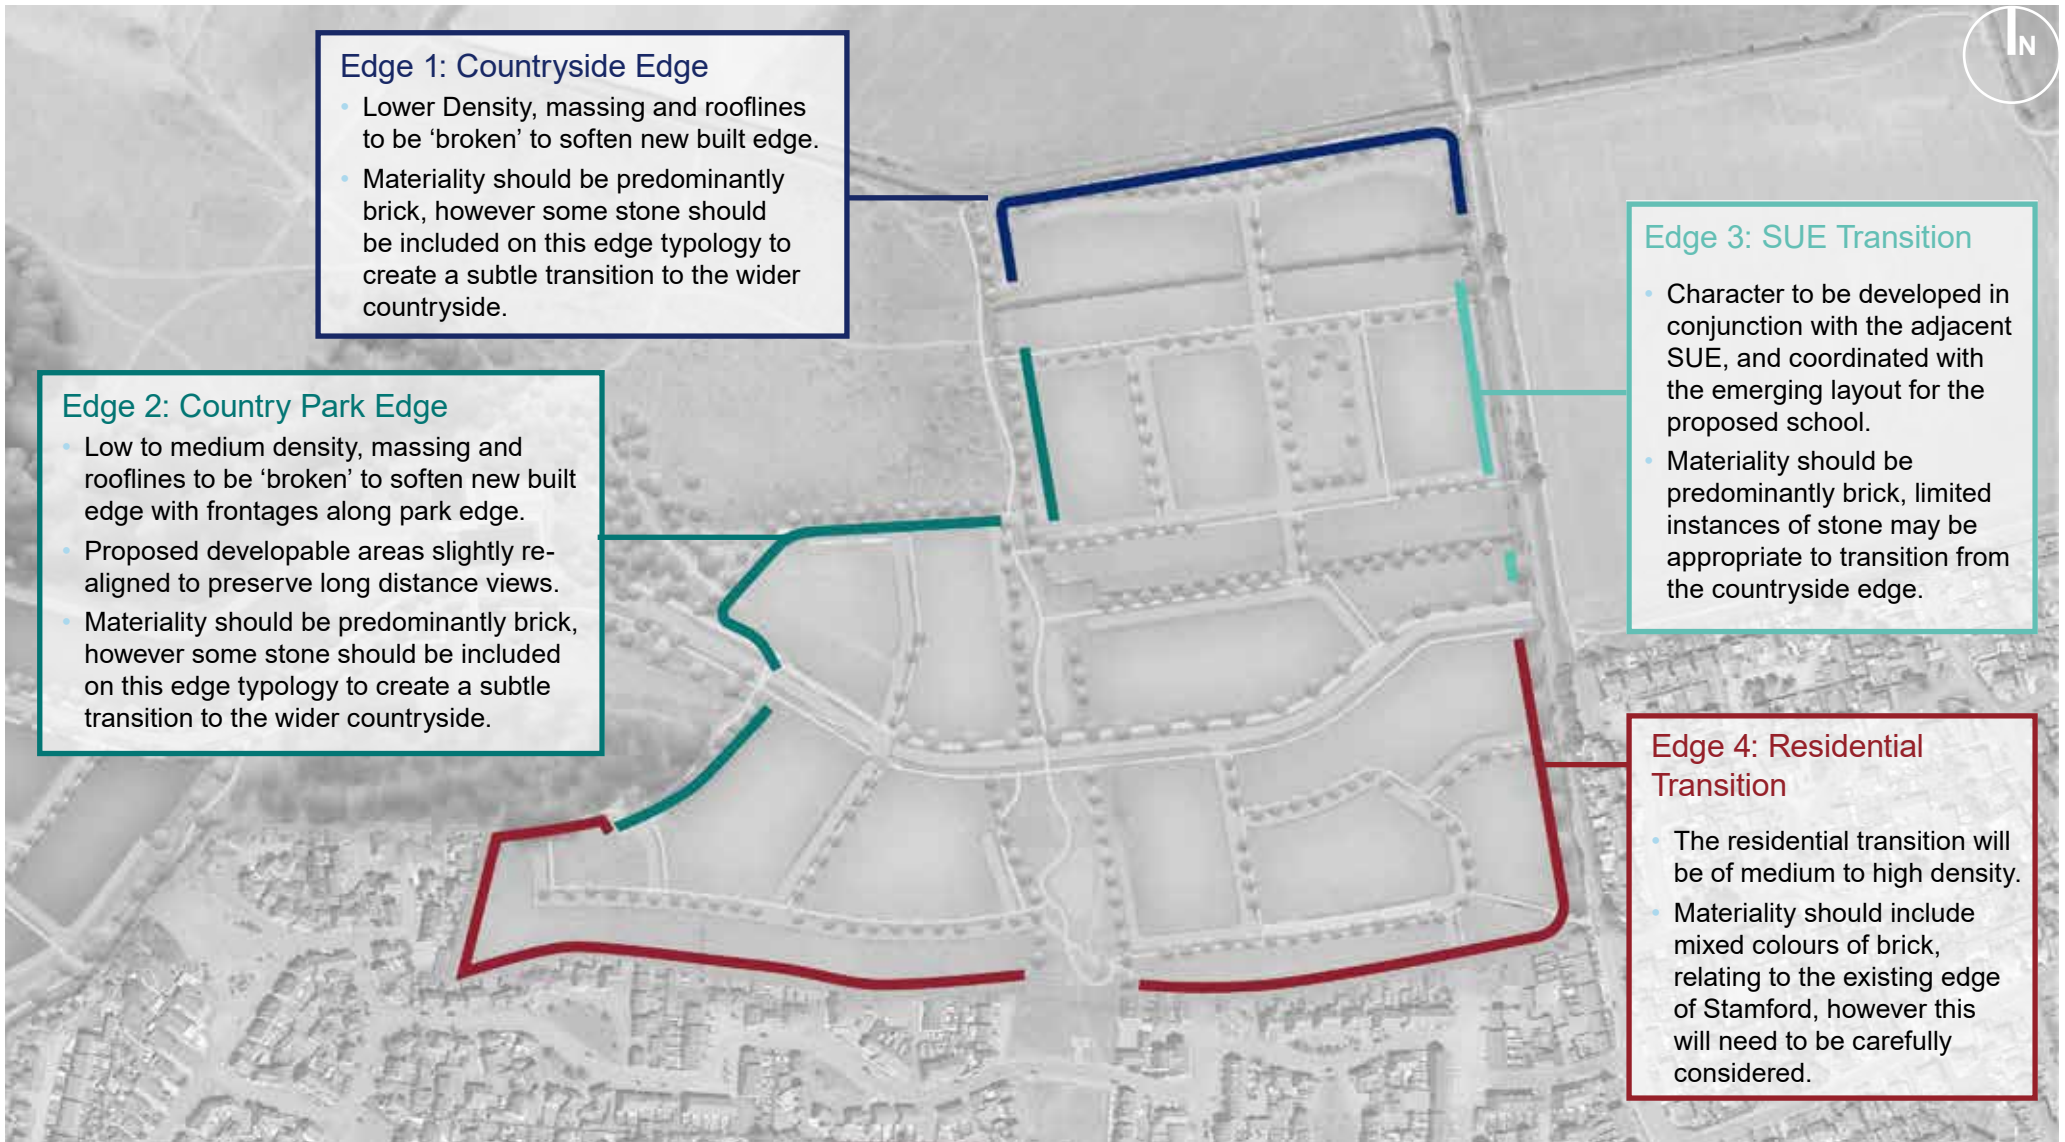 N
Edge 1: Countryside Edge
• Lower Density, massing and rooflines
to be ‘broken’ to soften new built edge.
• Materiality should be predominantly
brick, however some stone should
be included on this edge typology to
create a subtle transition to the wider
countryside.
Edge 2: Country Park Edge
• Low to medium density, massing and
rooflines to be ‘broken’ to soften new built
edge with frontages along park edge.
• Proposed developable areas slightly re-
aligned to preserve long distance views.
• Materiality should be predominantly brick,
however some stone should be included
on this edge typology to create a subtle
transition to the wider countryside.
Edge 3: SUE Transition
• Character to be developed in
conjunction with the adjacent
SUE, and coordinated with
the emerging layout for the
proposed school.
• Materiality should be
predominantly brick, limited
instances of stone may be
appropriate to transition from
the countryside edge.
Edge 4: Residential
Transition
• The residential transition will
be of medium to high density.
• Materiality should include
mixed colours of brick,
relating to the existing edge
of Stamford, however this
will need to be carefully
considered.